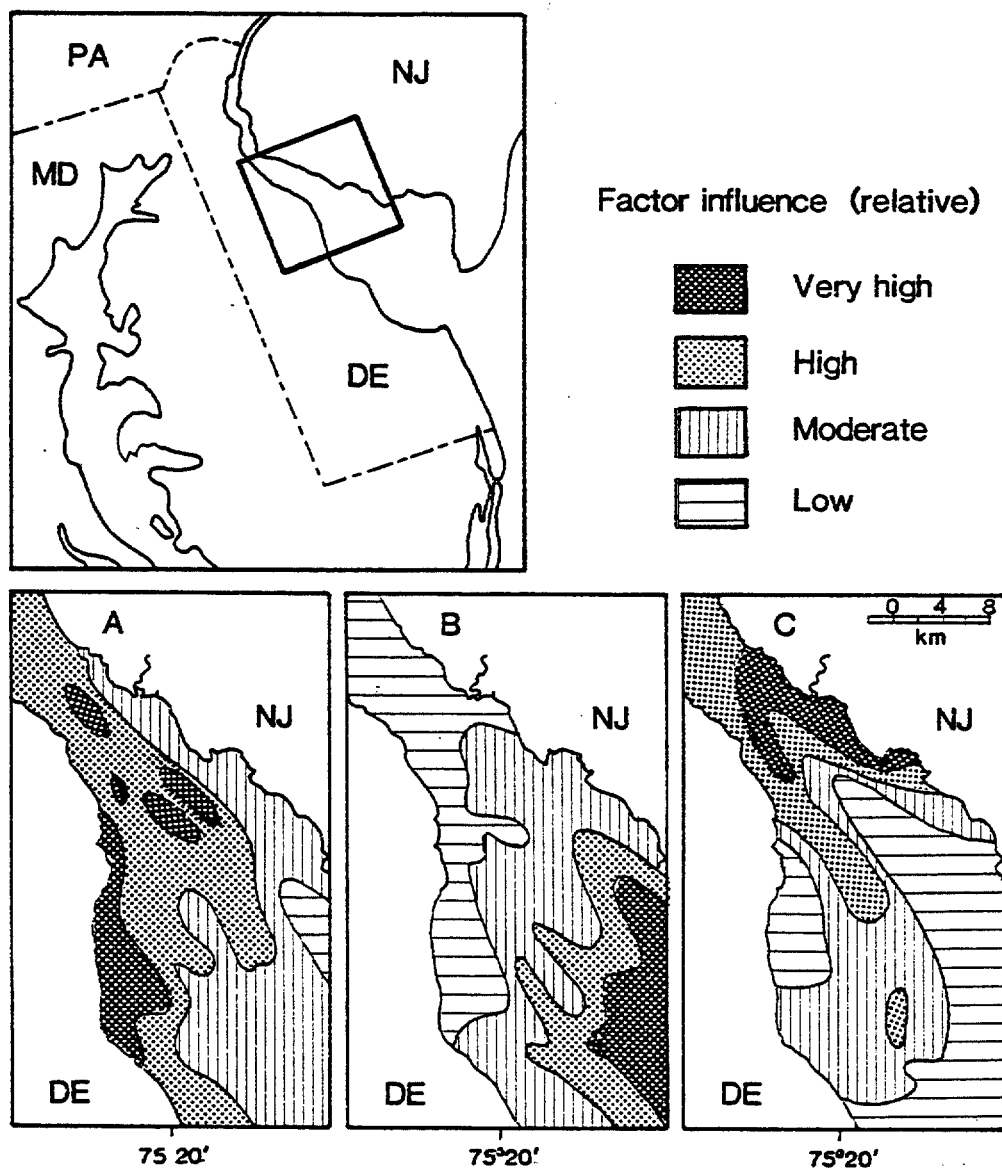 PA
NJ
MD
DE
Factor influence (relative)
Very high
High
Moderate
Low
A
NJ
DE
B
NJ
DE
C
0 4 8
km
NJ
DE
75 20.'
75°20.'
75°20.'